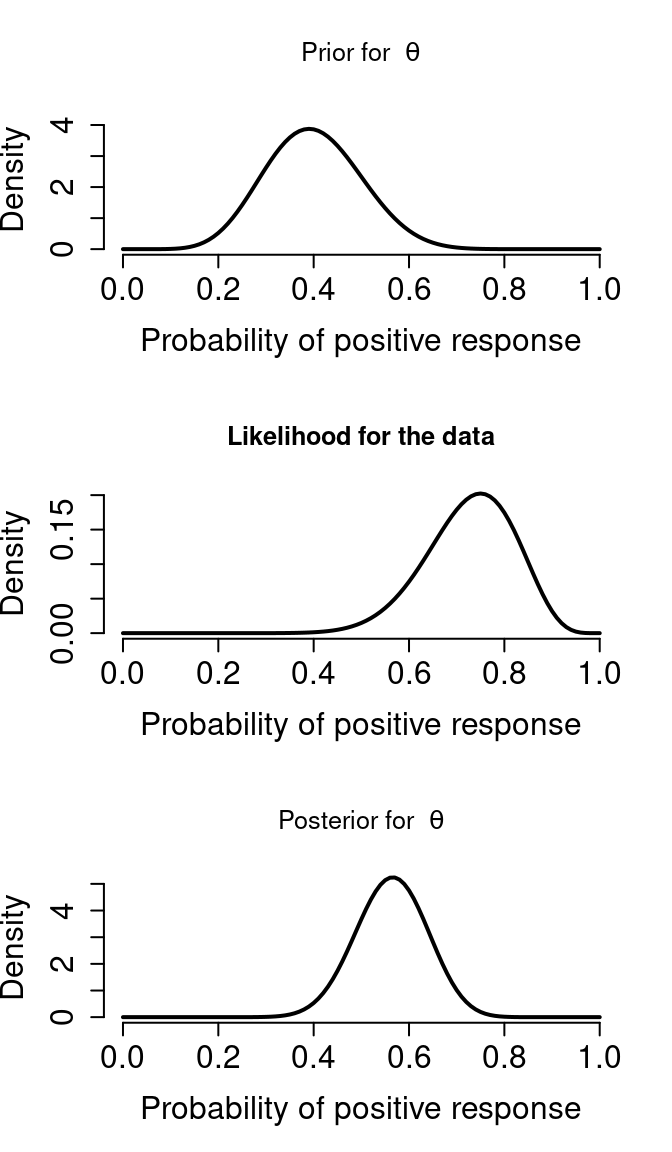 Prior for θ
Density
0 2 4
0.0 0.2 0.4 0.6 0.8 1.0
Probability of positive response
Likelihood for the data
Density
0.00 0.15
0.0 0.2 0.4 0.6 0.8 1.0
Probability of positive response
Posterior for θ
Density
0 2 4
0.0 0.2 0.4 0.6 0.8 1.0
Probability of positive response